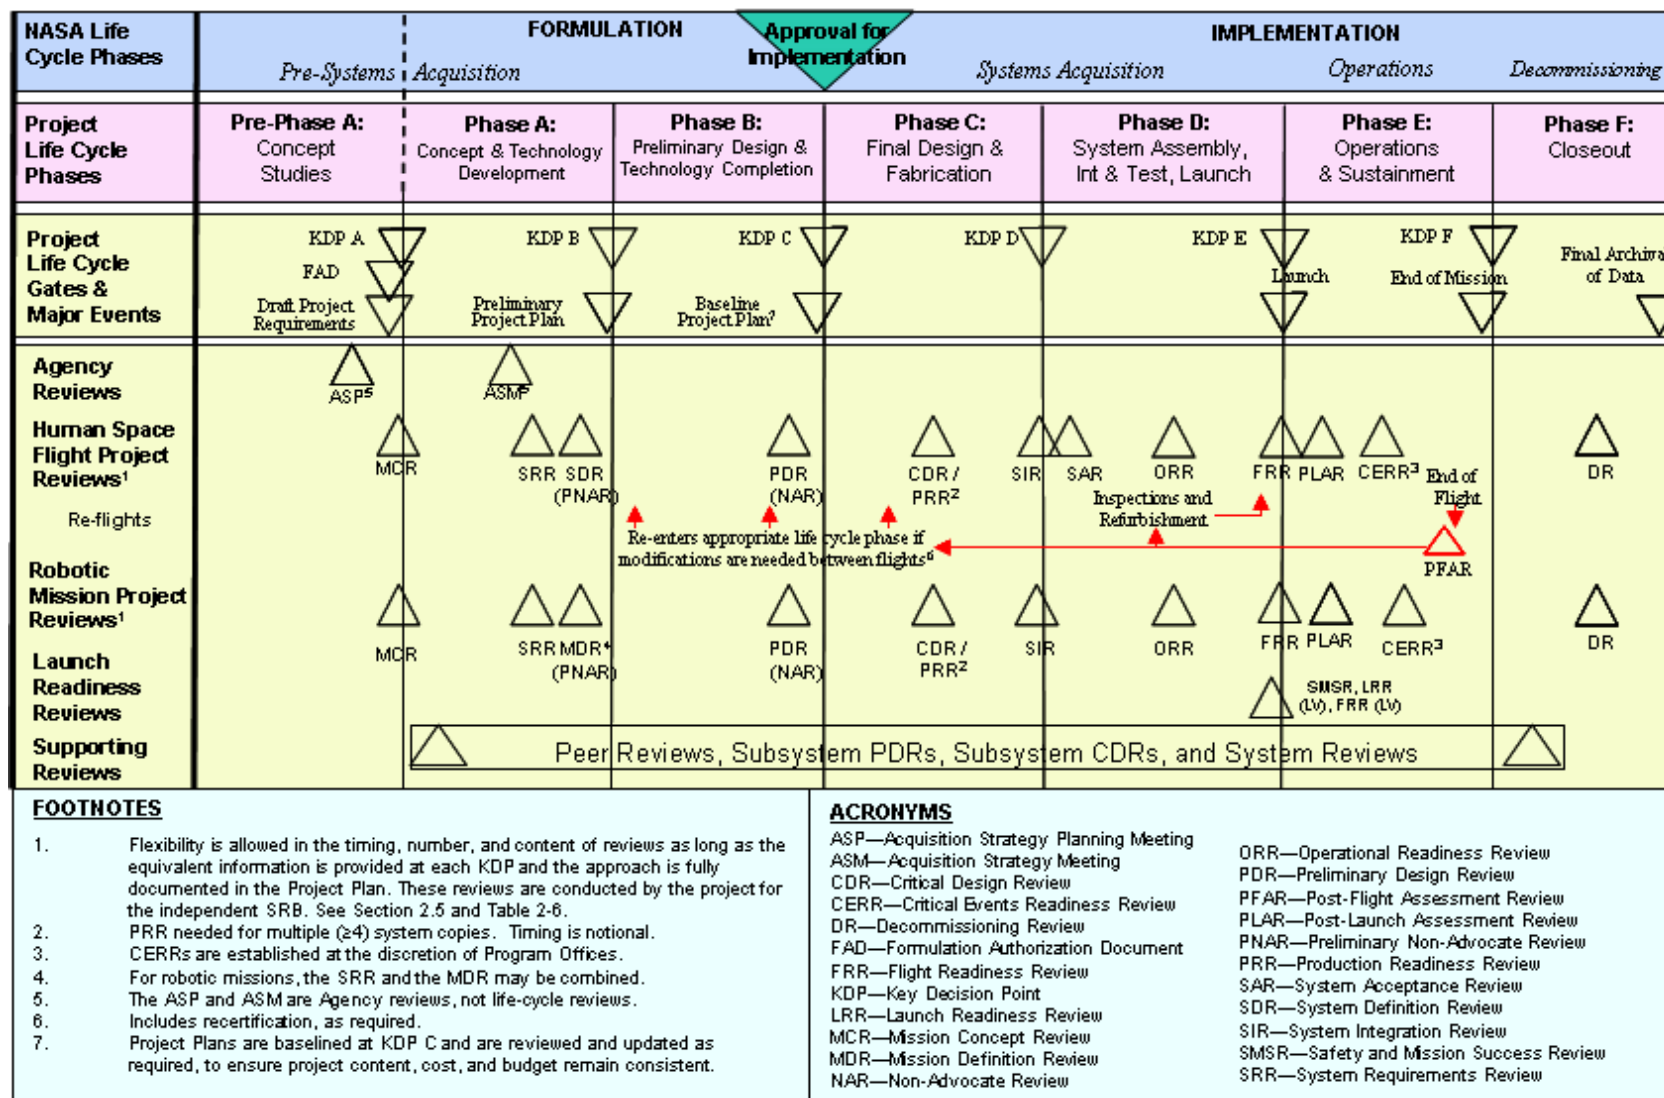 NASA Life
Cycle Phases
FORMULATION
Approval for
Implementation
IMPLEMENTATION
Pre-Systems Acquisition
Systems Acquisition
Operations
Decommissioning
Project
Life Cycle
Phases
Pre-Phase A:
Concept
Studies
Phase A:
Concept & Technology
Development
Phase B:
Preliminary Design &
Technology Completion
Phase C:
Final Design &
Fabrication
Phase D:
System Assembly,
Int & Test, Launch
Phase E:
Operations
& Sustainment
Phase F:
Closeout
Project
Life Cycle
Gates &
Major Events
KDP A
FAD
Draft Project
Requirements
KDP B
Preliminary
Project Plan
KDP C
Baseline
Project Plan⁷
KDP D
KDP E
Launch
KDP F
End of Mission
Final Archival
of Data
Agency
Reviews
ASP⁵
ASM⁵
Human Space
Flight Project
Reviews¹
MCR
SRR
SDR
(PNAR)
PDR
(NAR)
CDR /
PRR²
SIR
SAR
ORR
FRR
PLAR
CERR³
End of
Flight
DR
Re-flights
Re-enters appropriate life cycle phase if
modifications are needed between flights⁶
Inspections and
Refurbishment
PFAR
Robotic
Mission Project
Reviews¹
MCR
SRR
MDR⁴
(PNAR)
PDR
(NAR)
CDR /
PRR²
SIR
ORR
FRR
PLAR
CERR³
DR
Launch
Readiness
Reviews
SMSR, LRR
(LV), FRR (LV)
Supporting
Reviews
Peer Reviews, Subsystem PDRs, Subsystem CDRs, and System Reviews
FOOTNOTES
1. Flexibility is allowed in the timing, number, and content of reviews as long as the
equivalent information is provided at each KDP and the approach is fully
documented in the Project Plan. These reviews are conducted by the project for
the independent SRB. See Section 2.5 and Table 2-6.
2. PRR needed for multiple (≥4) system copies. Timing is notional.
3. CERRs are established at the discretion of Program Offices.
4. For robotic missions, the SRR and the MDR may be combined.
5. The ASP and ASM are Agency reviews, not life-cycle reviews.
6. Includes recertification, as required.
7. Project Plans are baselined at KDP C and are reviewed and updated as
required, to ensure project content, cost, and budget remain consistent.
ACRONYMS
ASP—Acquisition Strategy Planning Meeting
ASM—Acquisition Strategy Meeting
CDR—Critical Design Review
CERR—Critical Events Readiness Review
DR—Decommissioning Review
FAD—Formulation Authorization Document
FRR—Flight Readiness Review
KDP—Key Decision Point
LRR—Launch Readiness Review
MCR—Mission Concept Review
MDR—Mission Definition Review
NAR—Non-Advocate Review
ORR—Operational Readiness Review
PDR—Preliminary Design Review
PFAR—Post-Flight Assessment Review
PLAR—Post-Launch Assessment Review
PNAR—Preliminary Non-Advocate Review
PRR—Production Readiness Review
SAR—System Acceptance Review
SDR—System Definition Review
SIR—System Integration Review
SMSR—Safety and Mission Success Review
SRR—System Requirements Review